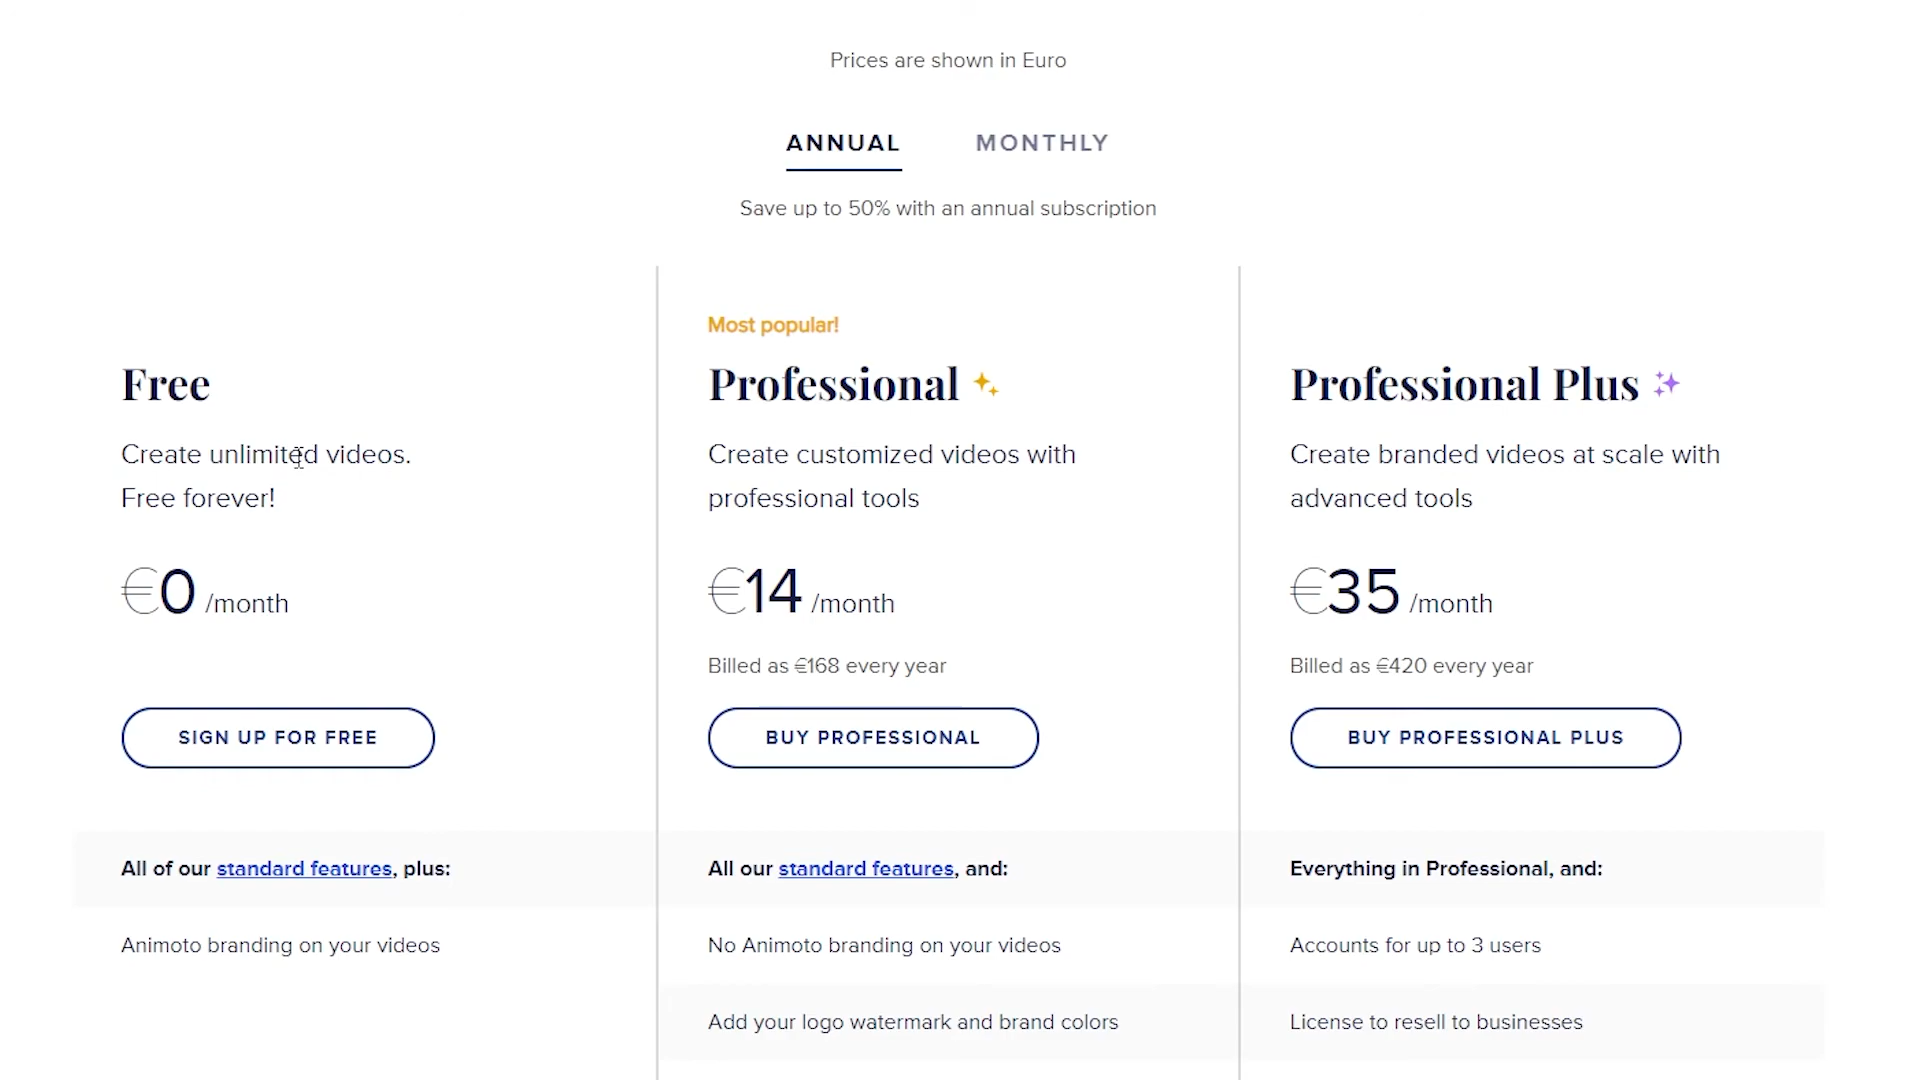 Prices are shown in Euro
ANNUAL
MONTHLY
Save up to 50% with an annual subscription
Free
Create unlimited videos.
Free forever!
€0 /month
SIGN UP FOR FREE
All of our standard features, plus:
Animoto branding on your videos
Most popular!
Professional
Create customized videos with
professional tools
€14 /month
Billed as €168 every year
BUY PROFESSIONAL
All our standard features, and:
No Animoto branding on your videos
Add your logo watermark and brand colors
Professional Plus
Create branded videos at scale with
advanced tools
€35 /month
Billed as €420 every year
BUY PROFESSIONAL PLUS
Everything in Professional, and:
Accounts for up to 3 users
License to resell to businesses